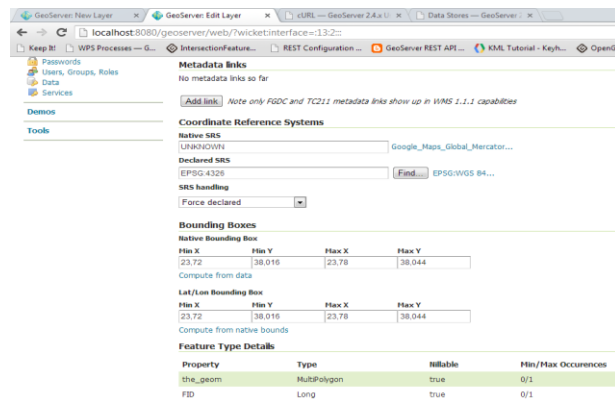 GeoServer: New Layer × GeoServer: Edit Layer × cURL — GeoServer 2.4.x Us × Data Stores — GeoServer 2 ×
localhost:8080/geoserver/web/?wicket:interface=:13:2:::
Keep It! WPS Processes — G... IntersectionFeature... REST Configuration ... GeoServer REST API ... KML Tutorial - Keyh... OpenG
Passwords
Users, Groups, Roles
Data
Services
Demos
Tools
Metadata links
No metadata links so far
Add link Note only FGDC and TC211 metadata links show up in WMS 1.1.1 capabilities
Coordinate Reference Systems
Native SRS
UNKNOWN Google_Maps_Global_Mercator...
Declared SRS
EPSG:4326 Find... EPSG:WGS 84...
SRS handling
Force declared
Bounding Boxes
Native Bounding Box
Min X Min Y Max X Max Y
23,72 38,016 23,78 38,044
Compute from data
Lat/Lon Bounding Box
Min X Min Y Max X Max Y
23,72 38,016 23,78 38,044
Compute from native bounds
Feature Type Details
Property Type Nillable Min/Max Occurences
the_geom MultiPolygon true 0/1
FID Long true 0/1